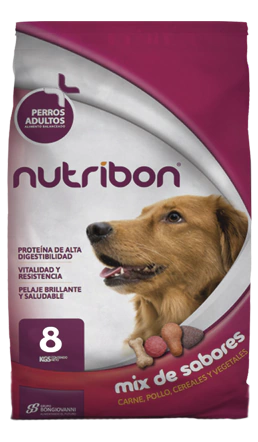 PERROS
ADULTOS
ALIMENTO BALANCEADO
nutribon
PROTEÍNA DE ALTA
DIGESTIBILIDAD
VITALIDAD Y
RESISTENCIA
PELAJE BRILLANTE
Y SALUDABLE
8
KGS
mix de sabores
CARNE, POLLO, CEREALES Y VEGETALES
BONGIOVANNI